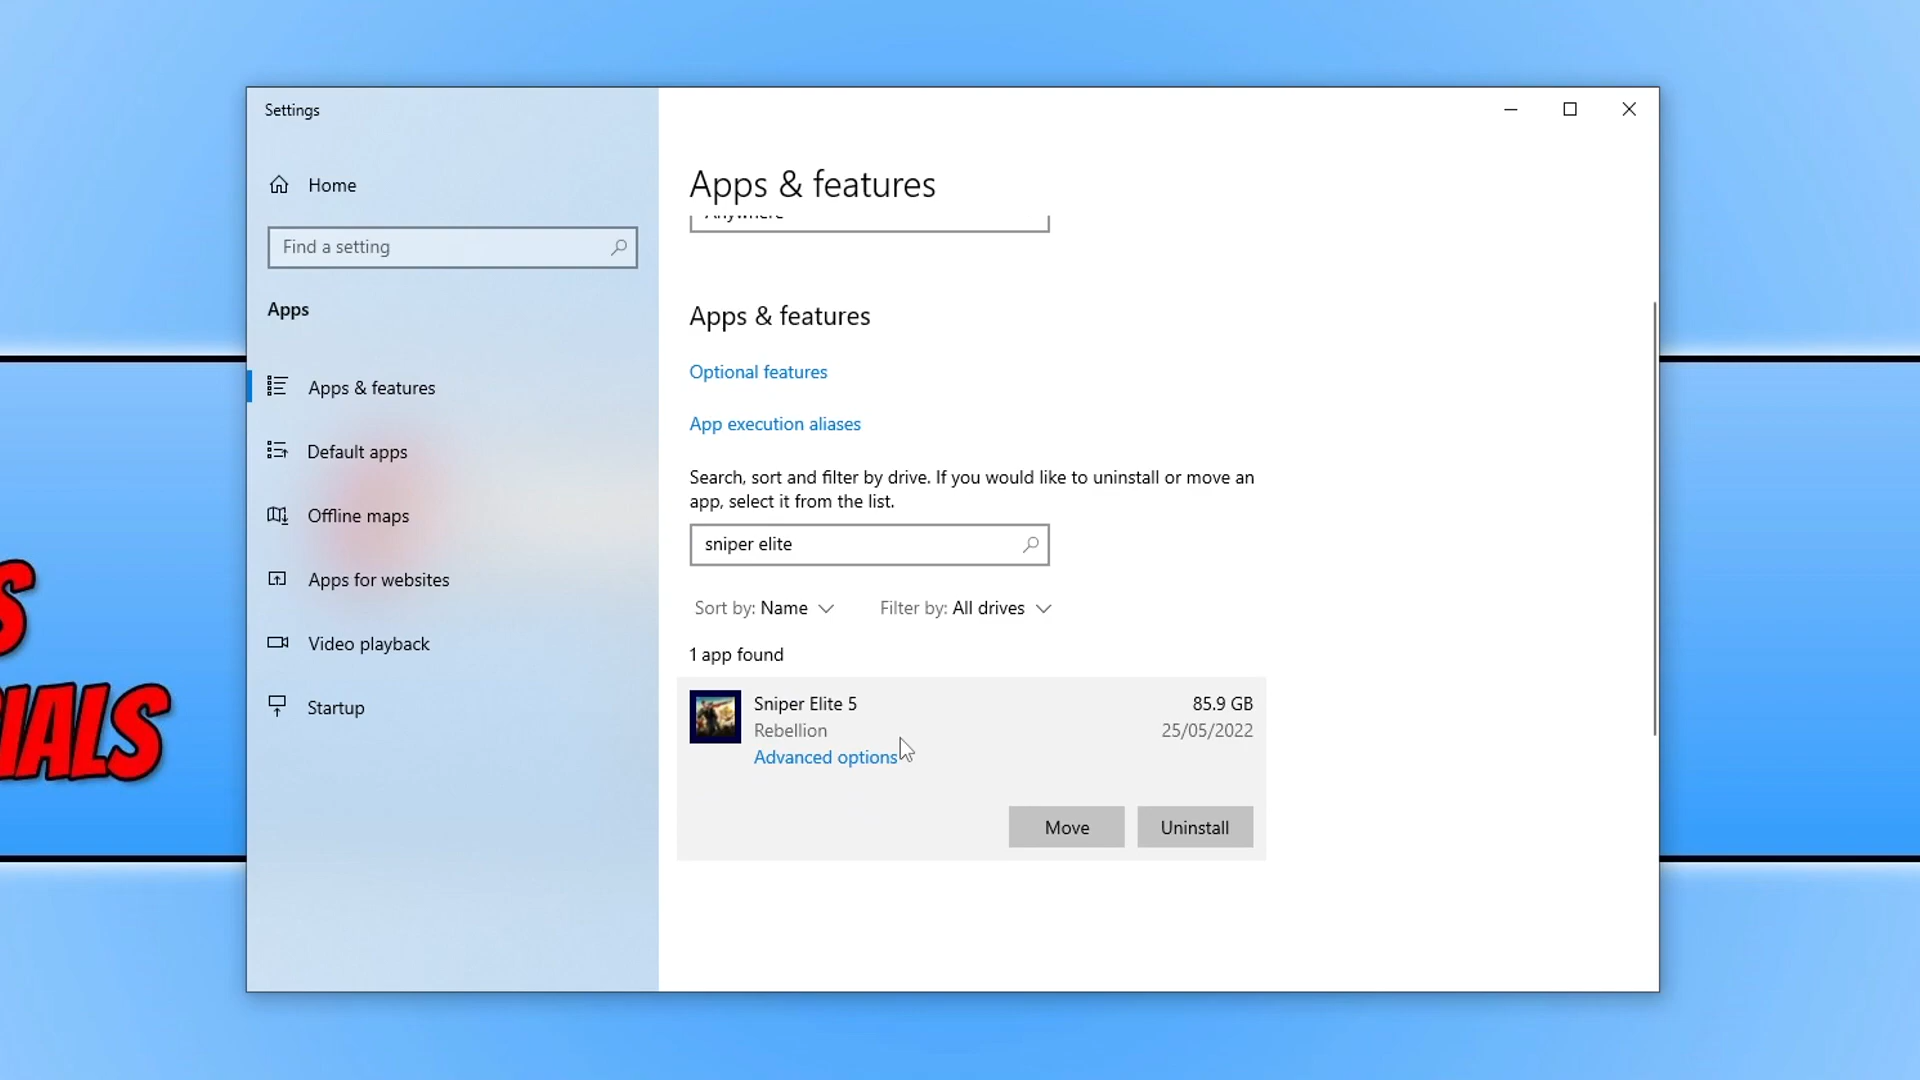 Settings
Home
Find a setting
Apps
Apps & features
Default apps
Offline maps
Apps for websites
Video playback
Startup
Apps & features
Anywhere
Apps & features
Optional features
App execution aliases
Search, sort and filter by drive. If you would like to uninstall or move an
app, select it from the list.
sniper elite
Sort by: Name
Filter by: All drives
1 app found
Sniper Elite 5
85.9 GB
Rebellion
25/05/2022
Advanced options
Move
Uninstall
S
IALS